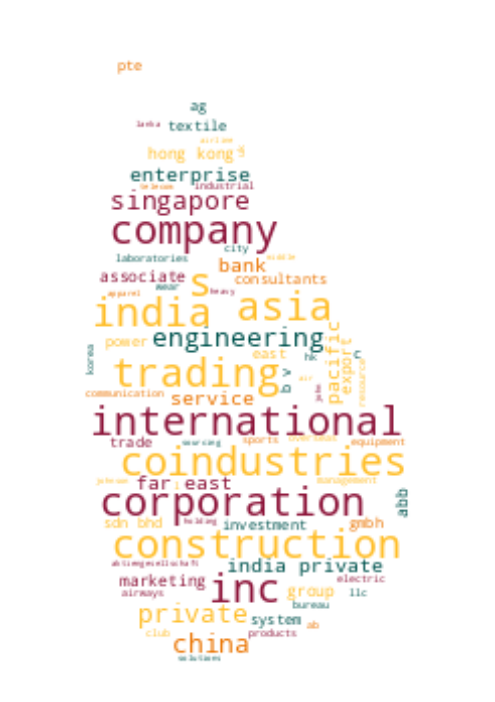 pte
ag
lanka textile
airline
hong kong
enterprise
telecom industrial
singapore
company
city
laboratories middle
bank
associate consultants
s wear
apparel heavy
india asia
engineering pacific
power export
east hk c
korea
trading b v resource
air
communication service jul
international
trade sourcing sports overseas equipment
coindustries
far east
johnson i management
corporation abb
sdn bhd holding investment gmbh
construction
aktiengesellschaft india private
marketing inc electric
airways group llc
private bureau
system ab
club products
china
solutions